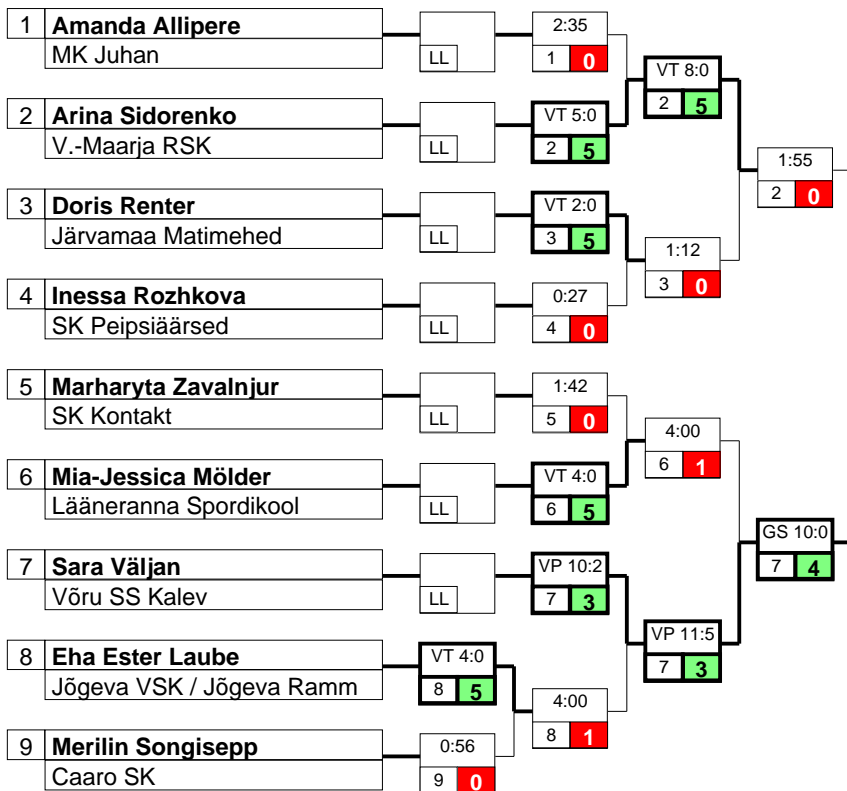 1 Amanda Allipere
MK Juhan
LL
2:35
1 0
VT 8:0
2 5
2 Arina Sidorenko
V.-Maarja RSK
LL
VT 5:0
2 5
1:55
2 0
3 Doris Renter
Järvamaa Matimehed
LL
VT 2:0
3 5
1:12
3 0
4 Inessa Rozhkova
SK Peipsiäärsed
LL
0:27
4 0
5 Marharyta Zavalnjur
SK Kontakt
LL
1:42
5 0
4:00
6 1
6 Mia-Jessica Mölder
Lääneranna Spordikool
LL
VT 4:0
6 5
GS 10:0
7 4
7 Sara Väljan
Võru SS Kalev
LL
VP 10:2
7 3
VP 11:5
7 3
8 Eha Ester Laube
Jõgeva VSK / Jõgeva Ramm
VT 4:0
8 5
4:00
8 1
9 Merilin Songisepp
Caaro SK
0:56
9 0